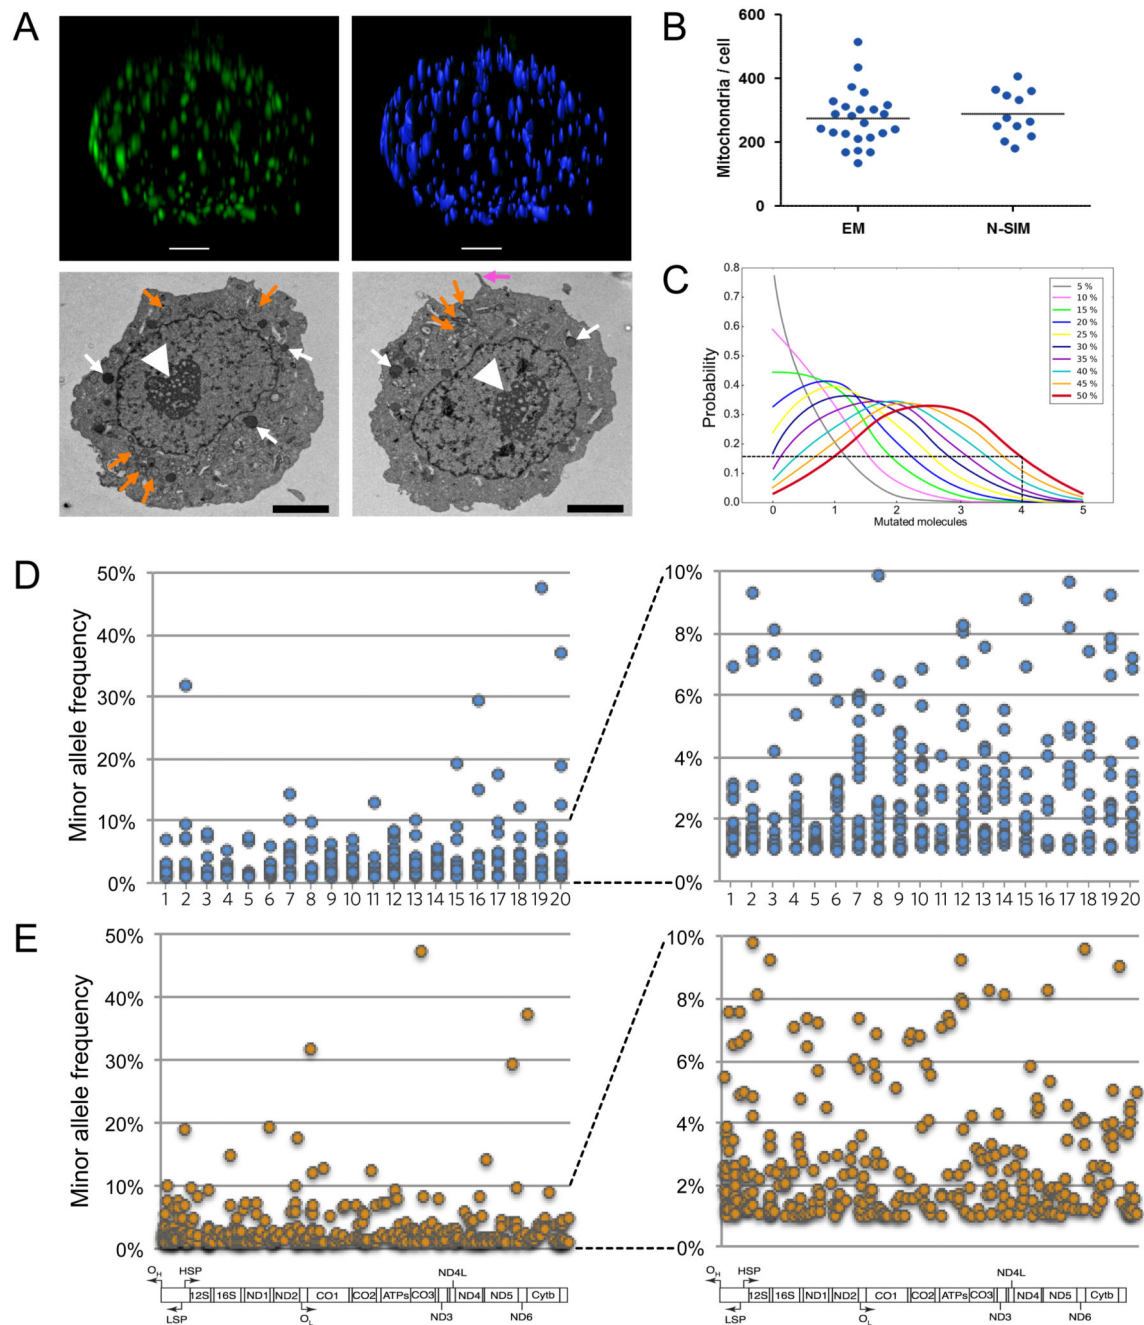 A
B
Mitochondria / cell
600
400
200
0
EM
N-SIM
C
Probability
0.8
0.7
0.6
0.5
0.4
0.3
0.2
0.1
0.0
0
1
2
3
4
5
Mutated molecules
5 %
10 %
15 %
20 %
25 %
30 %
35 %
40 %
45 %
50 %
D
Minor allele frequency
50%
40%
30%
20%
10%
0%
1 2 3 4 5 6 7 8 9 10 11 12 13 14 15 16 17 18 19 20
10%
8%
6%
4%
2%
0%
1 2 3 4 5 6 7 8 9 10 11 12 13 14 15 16 17 18 19 20
E
Minor allele frequency
50%
40%
30%
20%
10%
0%
10%
8%
6%
4%
2%
0%
OH HSP ND4L
12S 16S ND1 ND2 CO1 CO2 ATPs CO3 ND4 ND5 Cytb
LSP OL ND3 ND6
OH HSP ND4L
12S 16S ND1 ND2 CO1 CO2 ATPs CO3 ND4 ND5 Cytb
LSP OL ND3 ND6